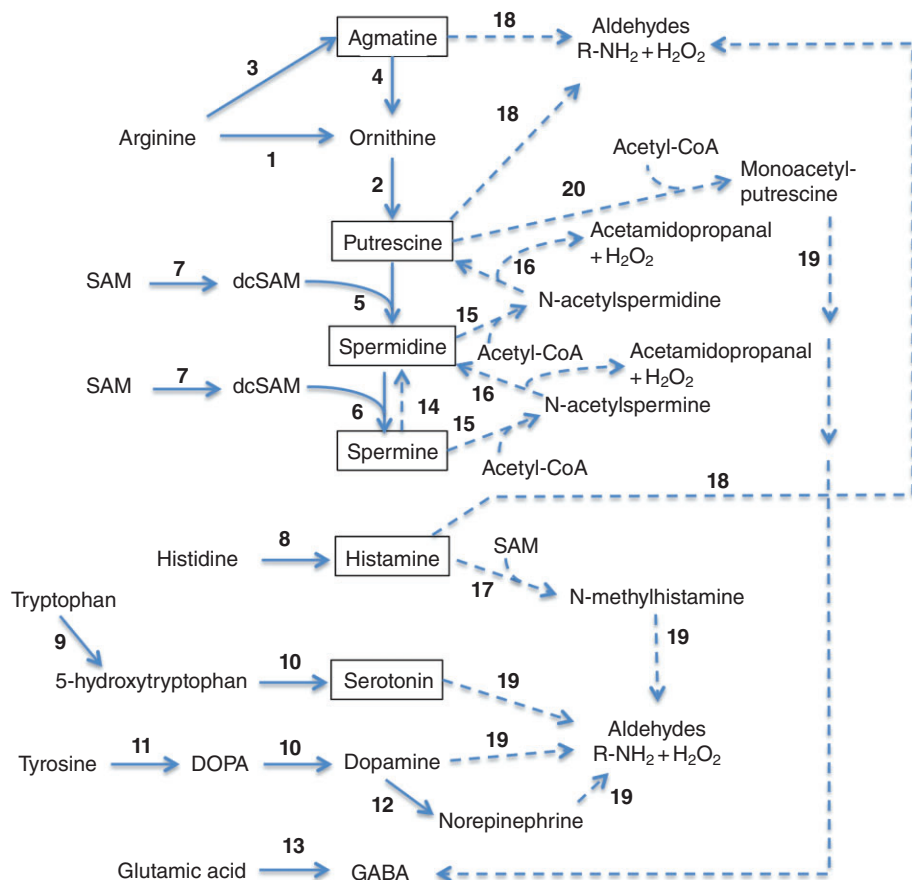 18
Agmatine
Aldehydes
R-NH₂ + H₂O₂
3
4
18
Arginine
Ornithine
1
Acetyl-CoA
2
20
Monoacetyl-
putrescine
Putrescine
Acetamidopropanal
+ H₂O₂
16
19
7
SAM
dcSAM
5
15
N-acetylspermidine
Spermidine
Acetyl-CoA
Acetamidopropanal
+ H₂O₂
7
SAM
dcSAM
16
6
14
15
N-acetylspermine
Spermine
Acetyl-CoA
18
8
SAM
Histidine
Histamine
17
N-methylhistamine
Tryptophan
9
19
10
5-hydroxytryptophan
Serotonin
19
Aldehydes
R-NH₂ + H₂O₂
11
10
19
Tyrosine
DOPA
Dopamine
12
19
Norepinephrine
13
Glutamic acid
GABA